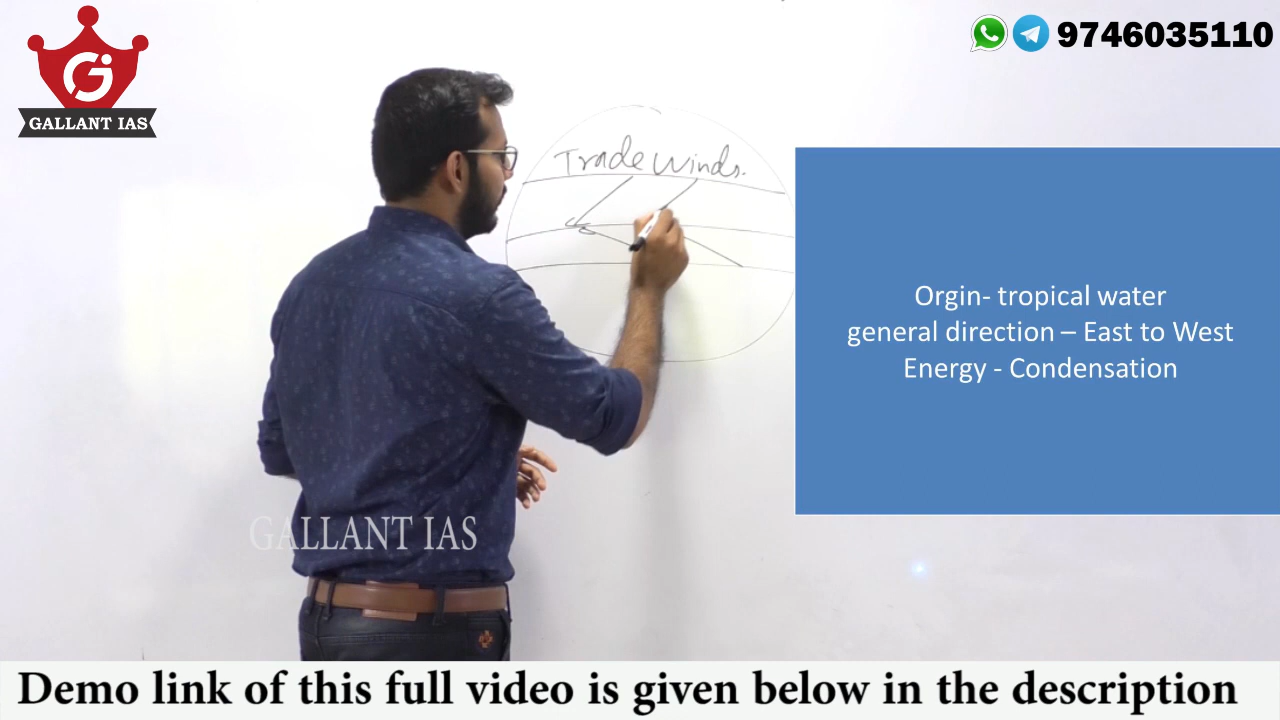 GALLANT IAS
9746035110
Trade Winds.
Orgin- tropical water
general direction – East to West
Energy - Condensation
GALLANT IAS
Demo link of this full video is given below in the description